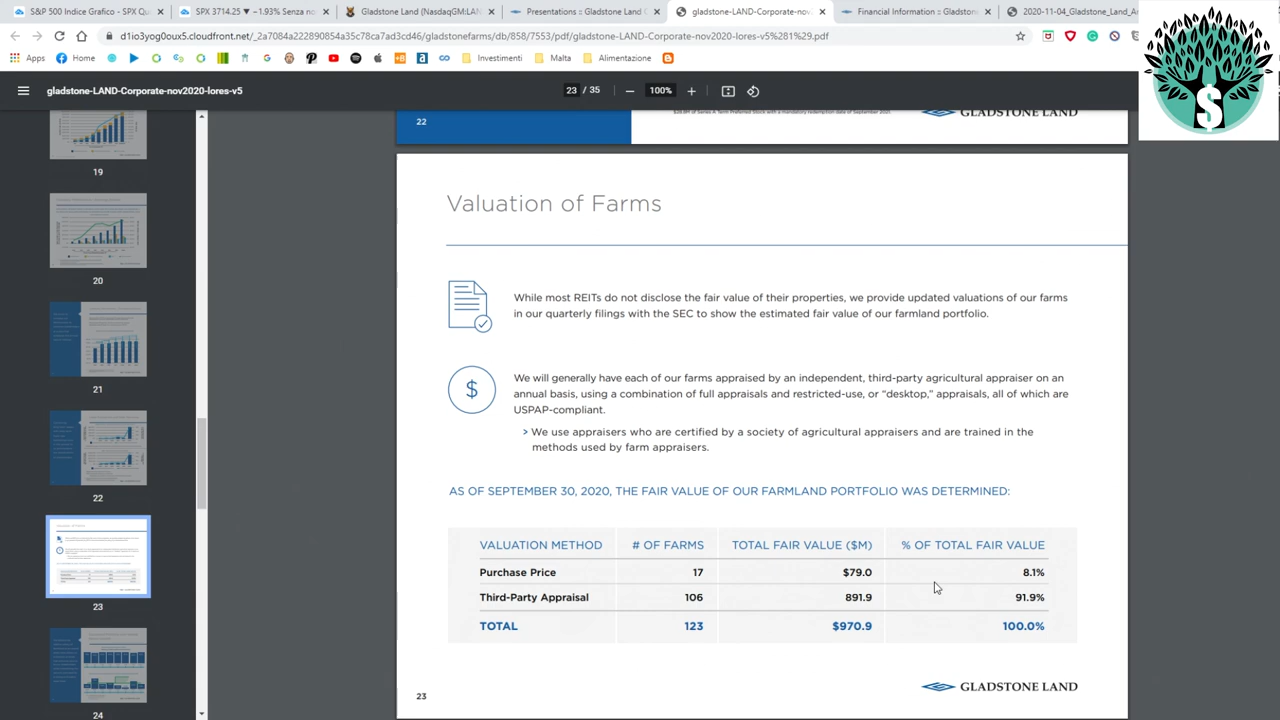 S&P 500 Indice Grafico – SPX Qu
SPX 3714.25 ▼ −1.93% Senza no
Gladstone Land (NasdaqGM:LAN
Presentations :: Gladstone Land C
gladstone-LAND-Corporate-nov
Financial Information :: Gladstone
2020-11-04_Gladstone_Land_An
d1io3yog0oux5.cloudfront.net/_2a7084a222890854a35c78ca7ad3cd46/gladstonefarms/db/858/7553/pdf/gladstone-LAND-Corporate-nov2020-lores-v5%281%29.pdf
Apps
Home
Investimenti
Malta
Alimentazione
gladstone-LAND-Corporate-nov2020-lores-v5
23 / 35
100%
$
19
20
21
22
23
24
22
GLADSTONE LAND
Valuation of Farms
While most REITs do not disclose the fair value of their properties, we provide updated valuations of our farms
in our quarterly filings with the SEC to show the estimated fair value of our farmland portfolio.
$
We will generally have each of our farms appraised by an independent, third-party agricultural appraiser on an
annual basis, using a combination of full appraisals and restricted-use, or “desktop,” appraisals, all of which are
USPAP-compliant.
> We use appraisers who are certified by a society of agricultural appraisers and are trained in the
methods used by farm appraisers.
AS OF SEPTEMBER 30, 2020, THE FAIR VALUE OF OUR FARMLAND PORTFOLIO WAS DETERMINED:
VALUATION METHOD # OF FARMS TOTAL FAIR VALUE ($M) % OF TOTAL FAIR VALUE
Purchase Price 17 $79.0 8.1%
Third-Party Appraisal 106 891.9 91.9%
TOTAL 123 $970.9 100.0%
23
GLADSTONE LAND